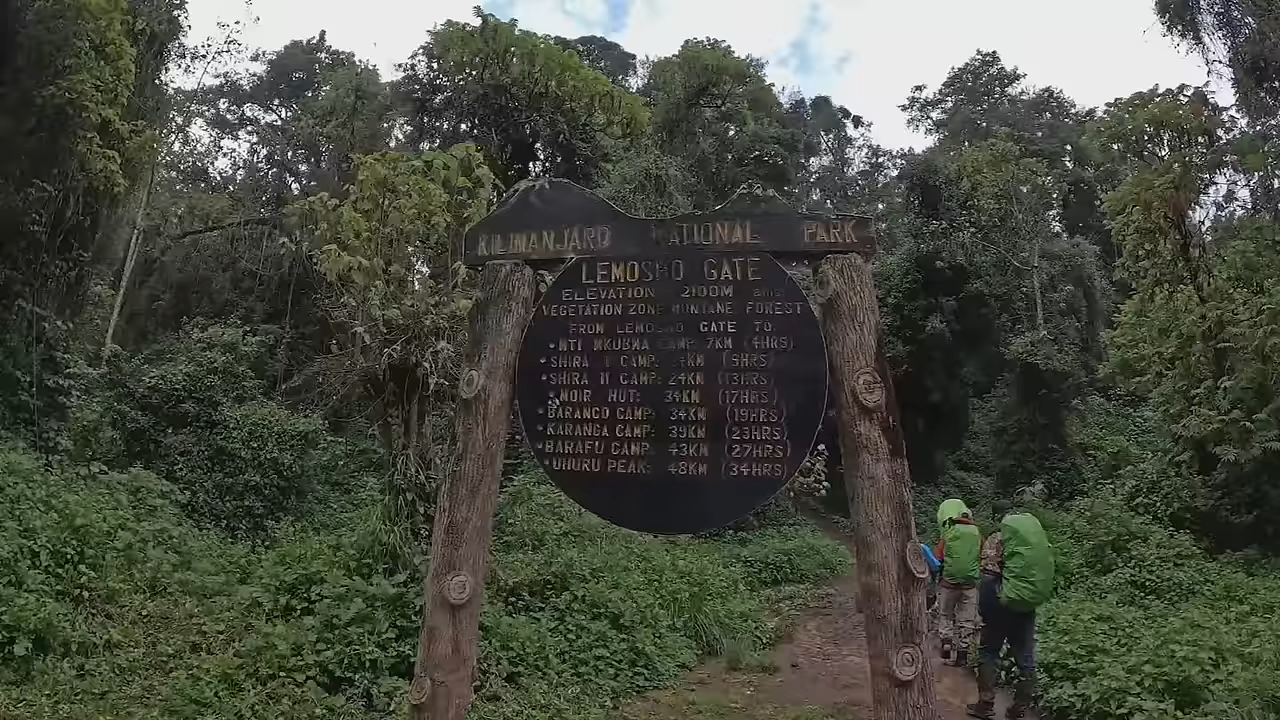 KILIMANJARO NATIONAL PARK
LEMOSHO GATE
ELEVATION 2100M amsl
VEGETATION ZONE MONTANE FOREST
FROM LEMOSHO GATE TO
•MTI MKUBWA CAMP: 7KM (4HRS)
•SHIRA I CAMP: (9HRS)
•SHIRA II CAMP: 24KM (13HRS)
•MOIR HUT: 34KM (17HRS)
•BARANCO CAMP: 34KM (19HRS)
•KARANGA CAMP: 39KM (23HRS)
•BARAFU CAMP: 43KM (27HRS)
•UHURU PEAK: 48KM (34HRS)